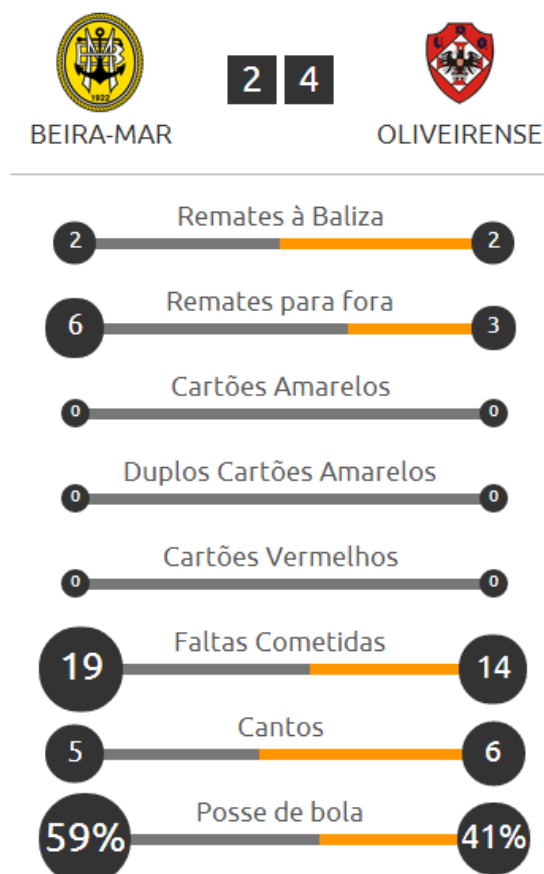 1922
U D O
2 4
BEIRA-MAR OLIVEIRENSE
Remates à Baliza
2 2
Remates para fora
6 3
Cartões Amarelos
0 0
Duplos Cartões Amarelos
0 0
Cartões Vermelhos
0 0
Faltas Cometidas
19 14
Cantos
5 6
Posse de bola
59% 41%